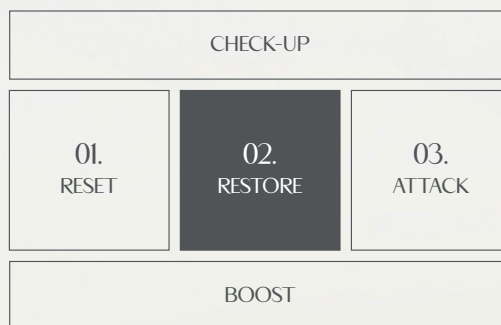 CHECK-UP
01.
RESET
02.
RESTORE
03.
ATTACK
BOOST